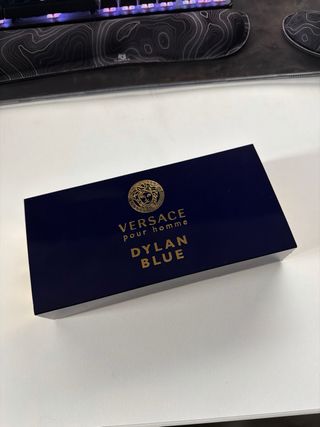 VERSACE
pour homme
DYLAN
BLUE